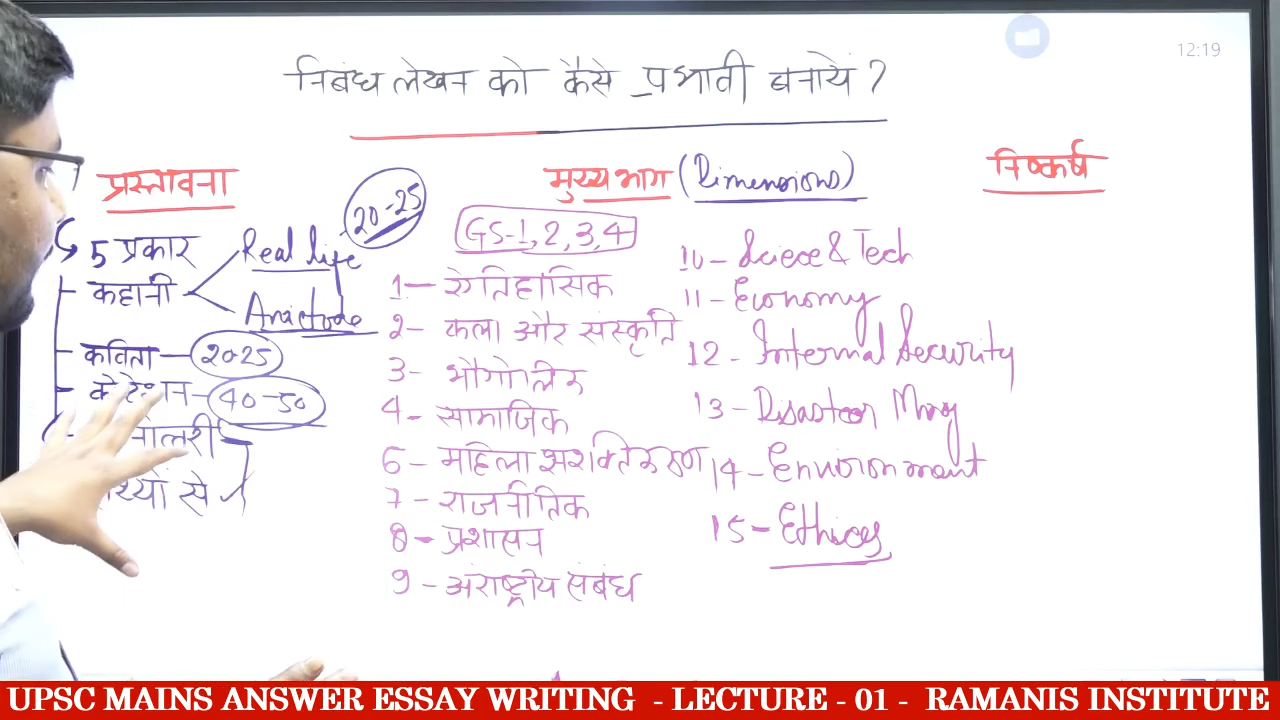 12:19
निबंध लेखन को कैसे प्रभावी बनायें ?
प्रस्तावना
5 प्रकार
कहानी
Real life
20-25
Anictode
कविता - 2025
कोटेशन - 40-50
थ्यों से
मुख्य भाग (Dimensions)
GS-1, 2, 3, 4
1- ऐतिहासिक
2- कला और संस्कृति
3- भौगोलिक
4- सामाजिक
6- महिला सशक्तिकरण
7- राजनीतिक
8- प्रशासन
9- अंराष्ट्रीय संबंध
10- Sciece & Tech
11- Economy
12- Internal Security
13- Disaster Mng
14- Environment
15- Ethics
निष्कर्ष
UPSC MAINS ANSWER ESSAY WRITING - LECTURE - 01 - RAMANIS INSTITUTE